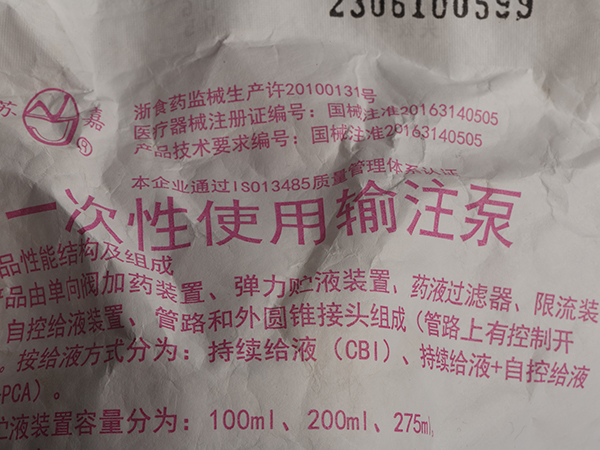 2306100599
苏 嘉
浙食药监械生产许20100131号
医疗器械注册证编号：国械注准20163140505
产品技术要求编号：国械注准20163140505
本企业通过ISO13485质量管理体系认证
一次性使用输注泵
品性能结构及组成
产品由单向阀加药装置、弹力贮液装置、药液过滤器、限流装
自控给液装置、管路和外圆锥接头组成（管路上有控制开
。按给液方式分为：持续给液（CBI）、持续给液+自控给液
+PCA）。
贮液装置容量分为：100ml、200ml、275ml，